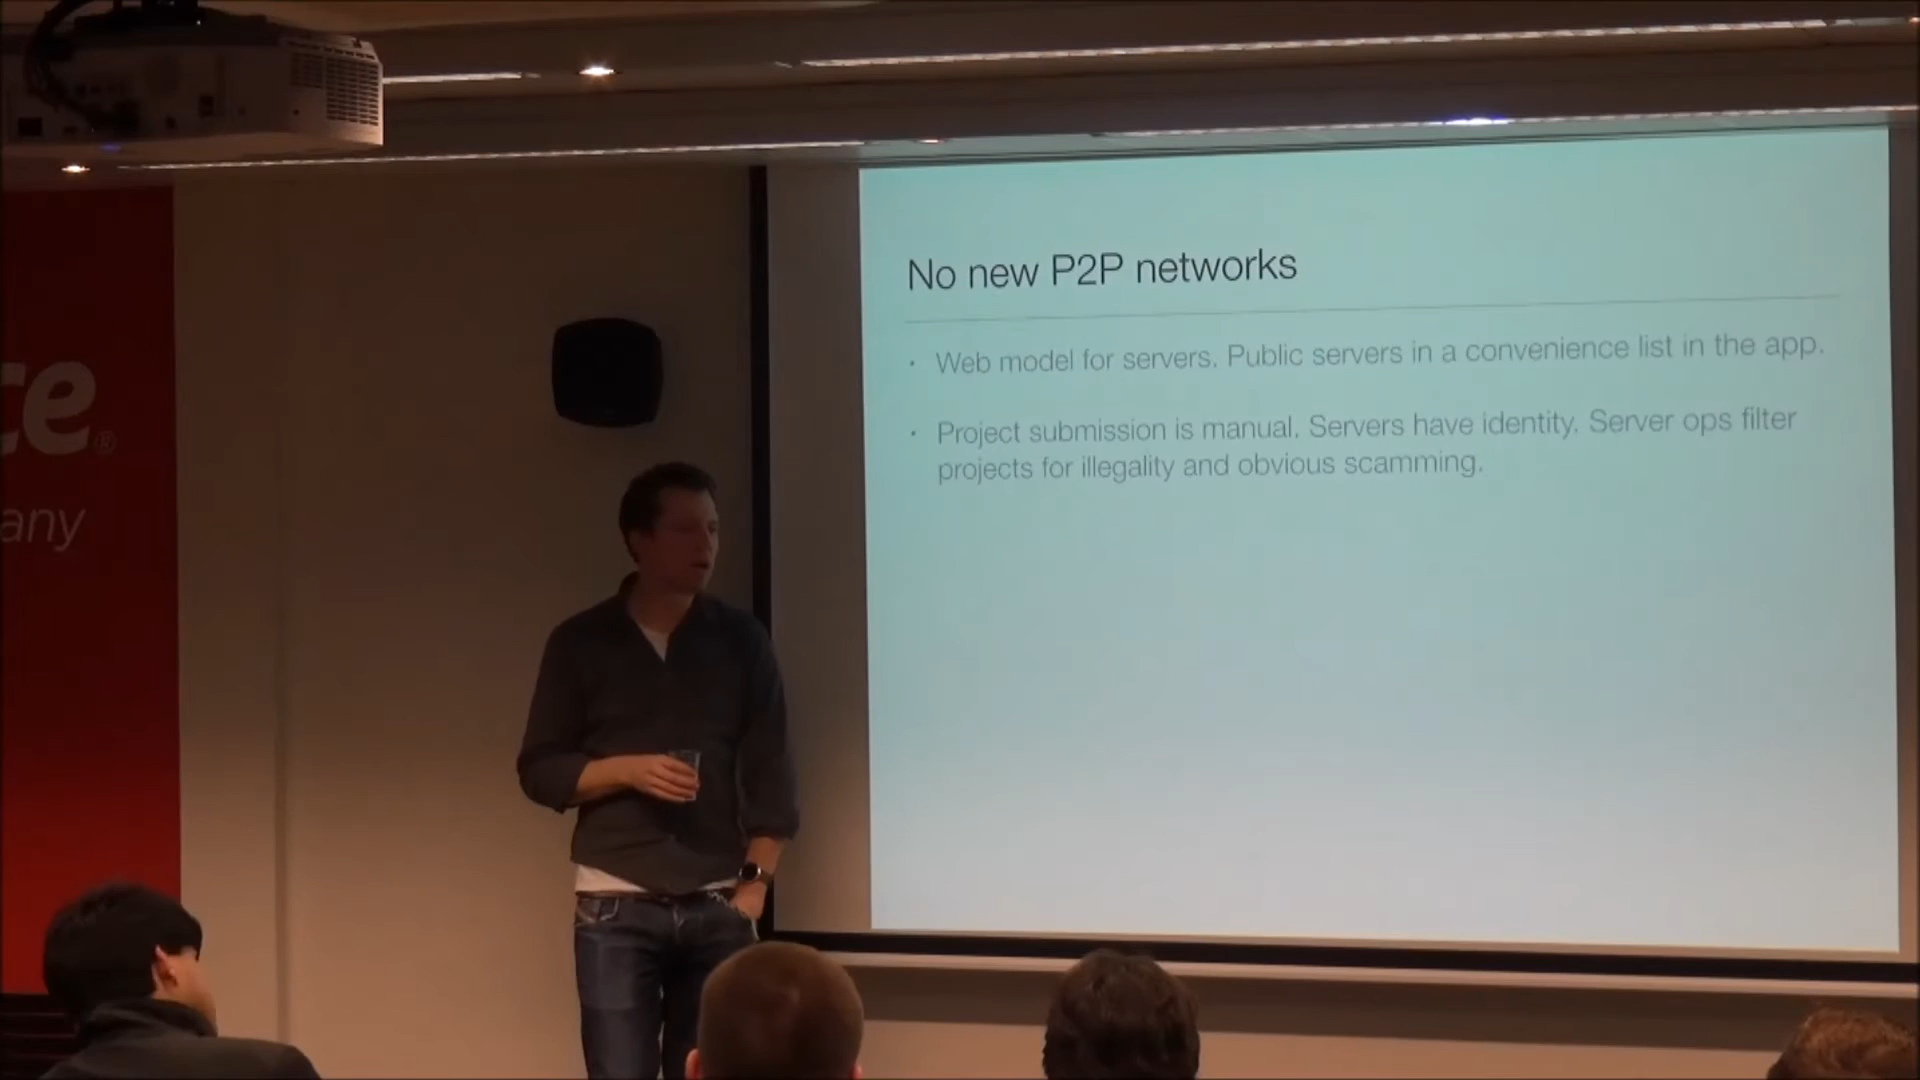 ce®
any
No new P2P networks
• Web model for servers. Public servers in a convenience list in the app.
• Project submission is manual. Servers have identity. Server ops filter
projects for illegality and obvious scamming.